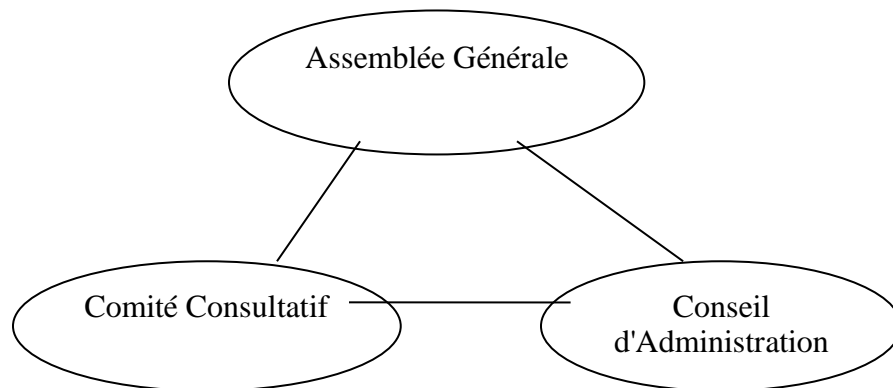 Assemblée Générale
Comité Consultatif
Conseil
d'Administration